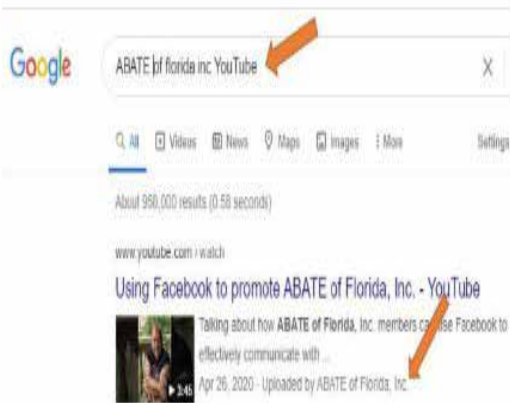 Google
ABATE of florida inc YouTube X
All Videos News Maps Images More Settings
About 950,000 results (0.58 seconds)
www.youtube.com › watch
Using Facebook to promote ABATE of Florida, Inc. - YouTube
Talking about how ABATE of Florida, Inc. members can use Facebook to
effectively communicate with ...
3:45
Apr 26, 2020 - Uploaded by ABATE of Florida, Inc.